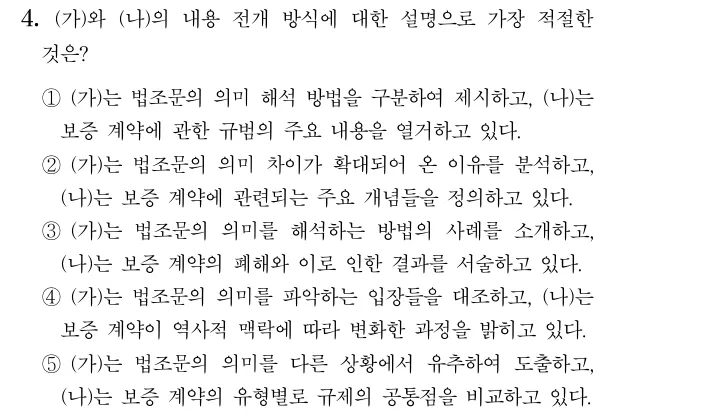 4. (가)와 (나)의 내용 전개 방식에 대한 설명으로 가장 적절한
것은?
① (가)는 법조문의 의미 해석 방법을 구분하여 제시하고, (나)는
보증 계약에 관한 규범의 주요 내용을 열거하고 있다.
② (가)는 법조문의 의미 차이가 확대되어 온 이유를 분석하고,
(나)는 보증 계약에 관련되는 주요 개념들을 정의하고 있다.
③ (가)는 법조문의 의미를 해석하는 방법의 사례를 소개하고,
(나)는 보증 계약의 폐해와 이로 인한 결과를 서술하고 있다.
④ (가)는 법조문의 의미를 파악하는 입장들을 대조하고, (나)는
보증 계약이 역사적 맥락에 따라 변화한 과정을 밝히고 있다.
⑤ (가)는 법조문의 의미를 다른 상황에서 유추하여 도출하고,
(나)는 보증 계약의 유형별로 규제의 공통점을 비교하고 있다.